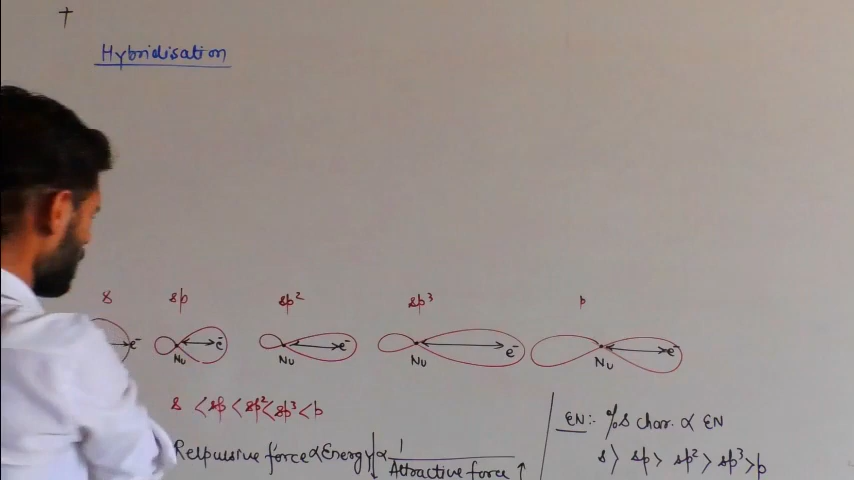 Hybridisation
s sp sp² sp³ p
e⁻ e⁻ e⁻ e⁻ e⁻
Nu Nu Nu Nu
s < sp < sp² < sp³ < p
Relpussive force ∝ Energy ↓ ∝ 1 / Attractive force ↑
EN:- %s char. ∝ EN
s > sp > sp² > sp³ > p